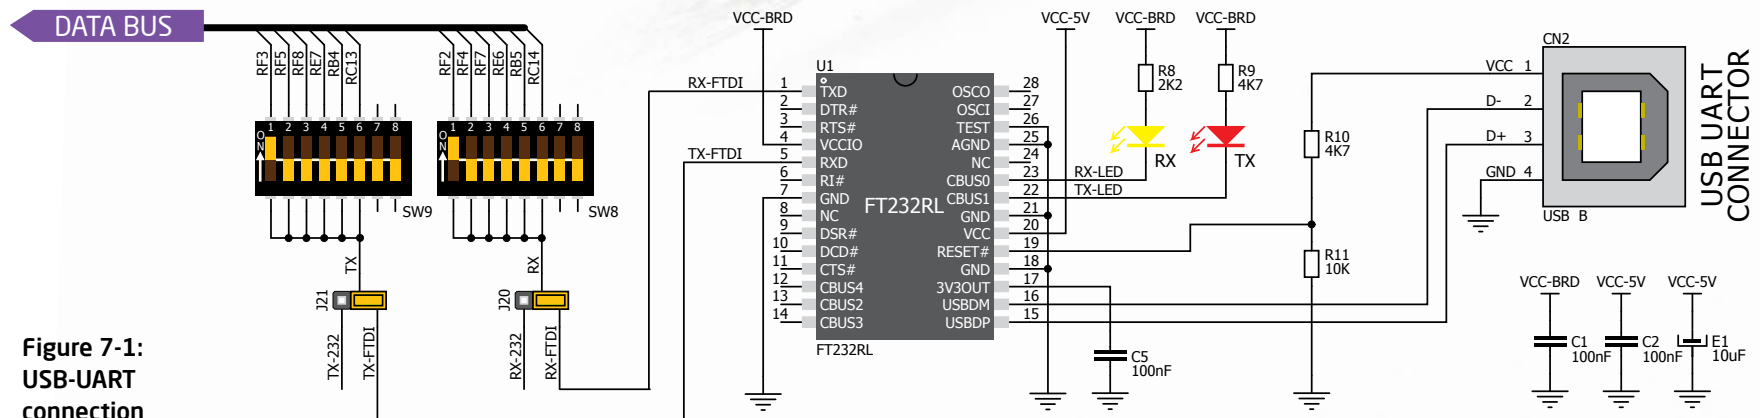 DATA BUS
RF3
RF5
RF8
RE7
RB4
RC13
RF2
RF4
RF7
RE6
RB5
RC14
O
N
1 2 3 4 5 6 7 8
SW9
O
N
1 2 3 4 5 6 7 8
SW8
TX
RX
J21
J20
TX-232
TX-FTDI
RX-232
RX-FTDI
RX-FTDI
TX-FTDI
VCC-BRD
U1
1 TXD
2 DTR#
3 RTS#
4 VCCIO
5 RXD
6 RI#
7 GND
8 NC
9 DSR#
10 DCD#
11 CTS#
12 CBUS4
13 CBUS2
14 CBUS3
FT232RL
OSCO 28
OSCI 27
TEST 26
AGND 25
NC 24
CBUS0 23
CBUS1 22
GND 21
VCC 20
RESET# 19
GND 18
3V3OUT 17
USBDM 16
USBDP 15
FT232RL
VCC-5V
VCC-BRD
VCC-BRD
R8
2K2
R9
4K7
RX
TX
RX-LED
TX-LED
R10
4K7
R11
10K
C5
100nF
CN2
VCC 1
D- 2
D+ 3
GND 4
USB B
USB UART
CONNECTOR
VCC-BRD
VCC-5V
VCC-5V
C1
100nF
C2
100nF
E1
10uF
Figure 7-1:
USB-UART
connection